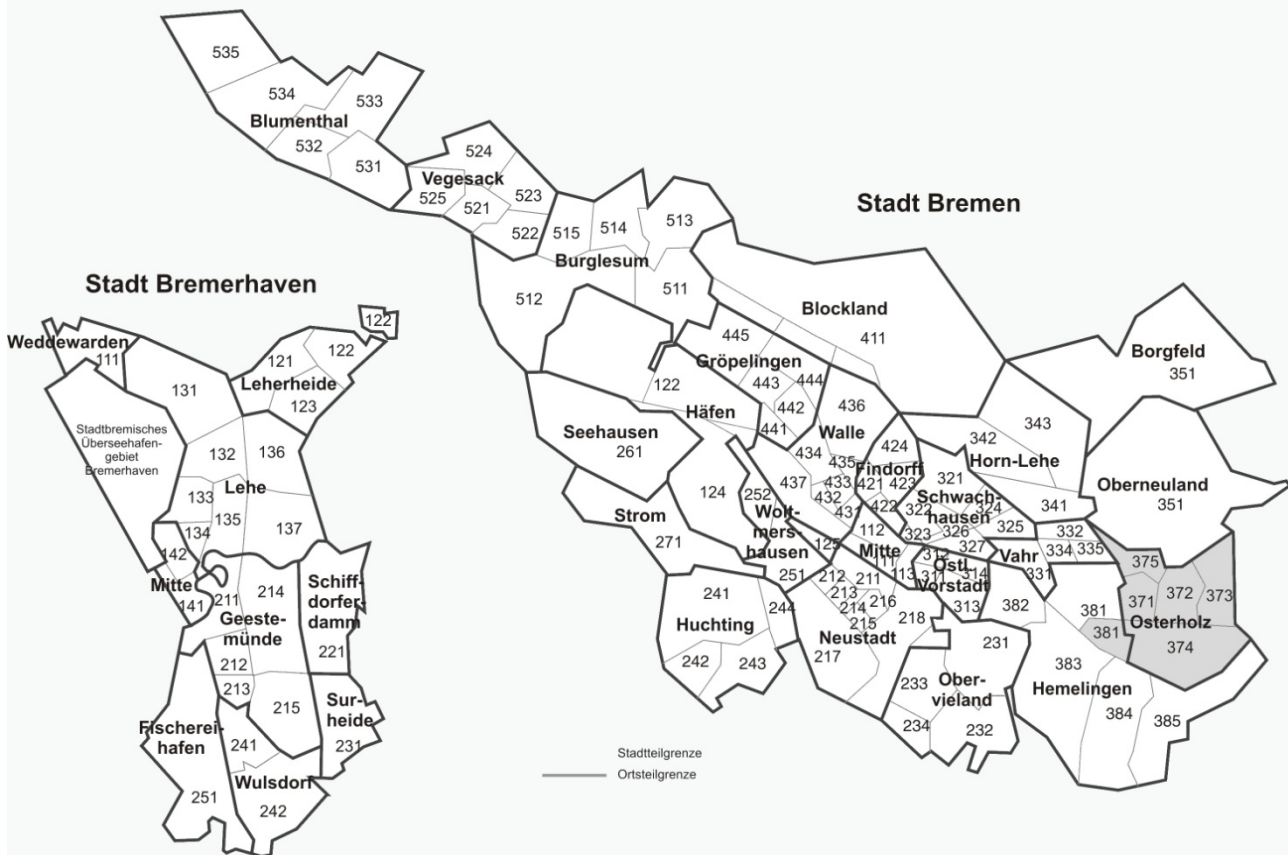 535
534
533
Blumenthal
532
531
524
Vegesack
525
523
521
522
515
514
513
Burglesum
512
511
Stadt Bremen
Stadt Bremerhaven
122
Weddewarden
111
121
122
Leherheide
131
123
Stadtbremisches
Überseehafen-
gebiet
Bremerhaven
132
136
Lehe
133
135
134
137
142
Mitte
141
211
214
Geeste-
münde
Schiff-
dorfer-
damm
221
212
213
215
Sur-
heide
231
Fischerei-
hafen
241
Wulsdorf
251
242
Blockland
411
445
Gröpelingen
443
444
442
441
122
Häfen
436
Walle
434
435
437
433
432
431
Seehausen
261
124
252
Strom
271
Wolt-
mers-
hausen
125
251
424
Findorff
421
423
422
112
Mitte
111
113
321
Schwach-
hausen
322
324
325
323
326
327
342
343
Horn-Lehe
341
Borgfeld
351
Oberneuland
351
332
334
335
Vahr
331
312
Östl.
311
314
Vorstadt
313
375
372
371
373
Osterholz
374
241
244
Huchting
242
243
212
211
213
214
216
215
218
Neustadt
217
231
233
Ober-
vieland
234
232
382
381
381
383
Hemelingen
384
385
Stadtteilgrenze
Ortsteilgrenze